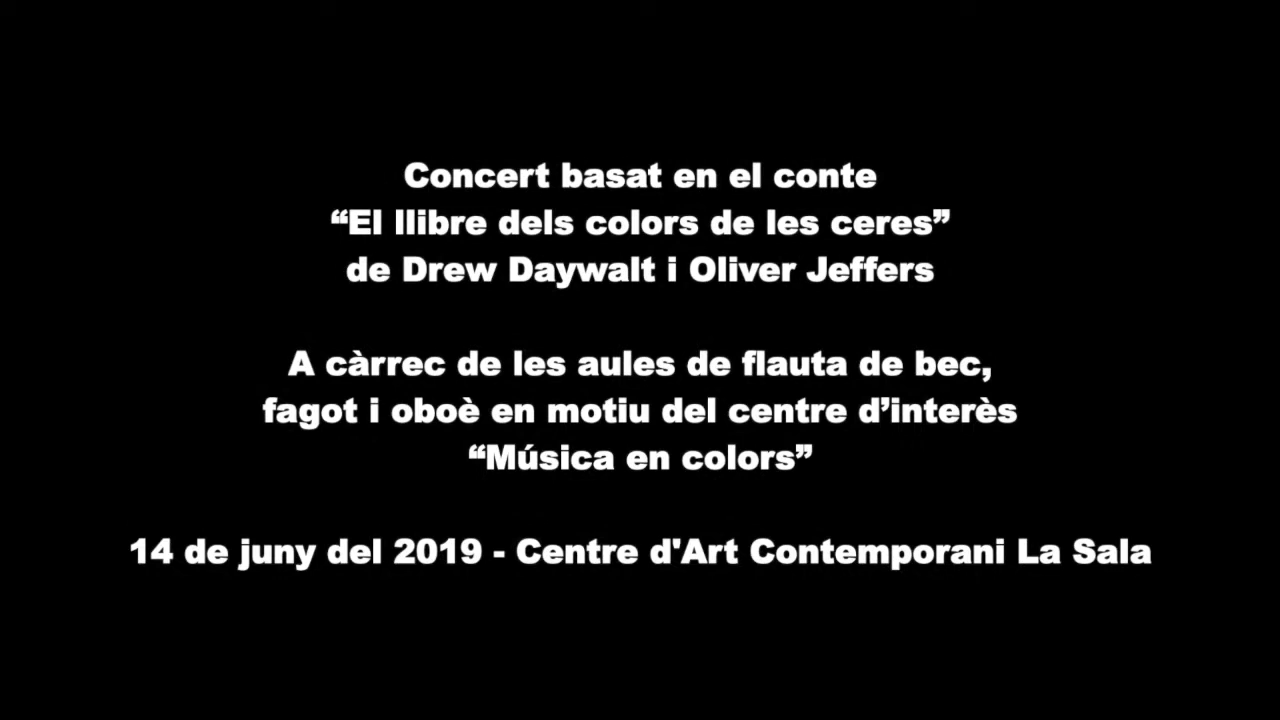 Concert basat en el conte
“El llibre dels colors de les ceres”
de Drew Daywalt i Oliver Jeffers
A càrrec de les aules de flauta de bec,
fagot i oboè en motiu del centre d’interès
“Música en colors”
14 de juny del 2019 - Centre d'Art Contemporani La Sala